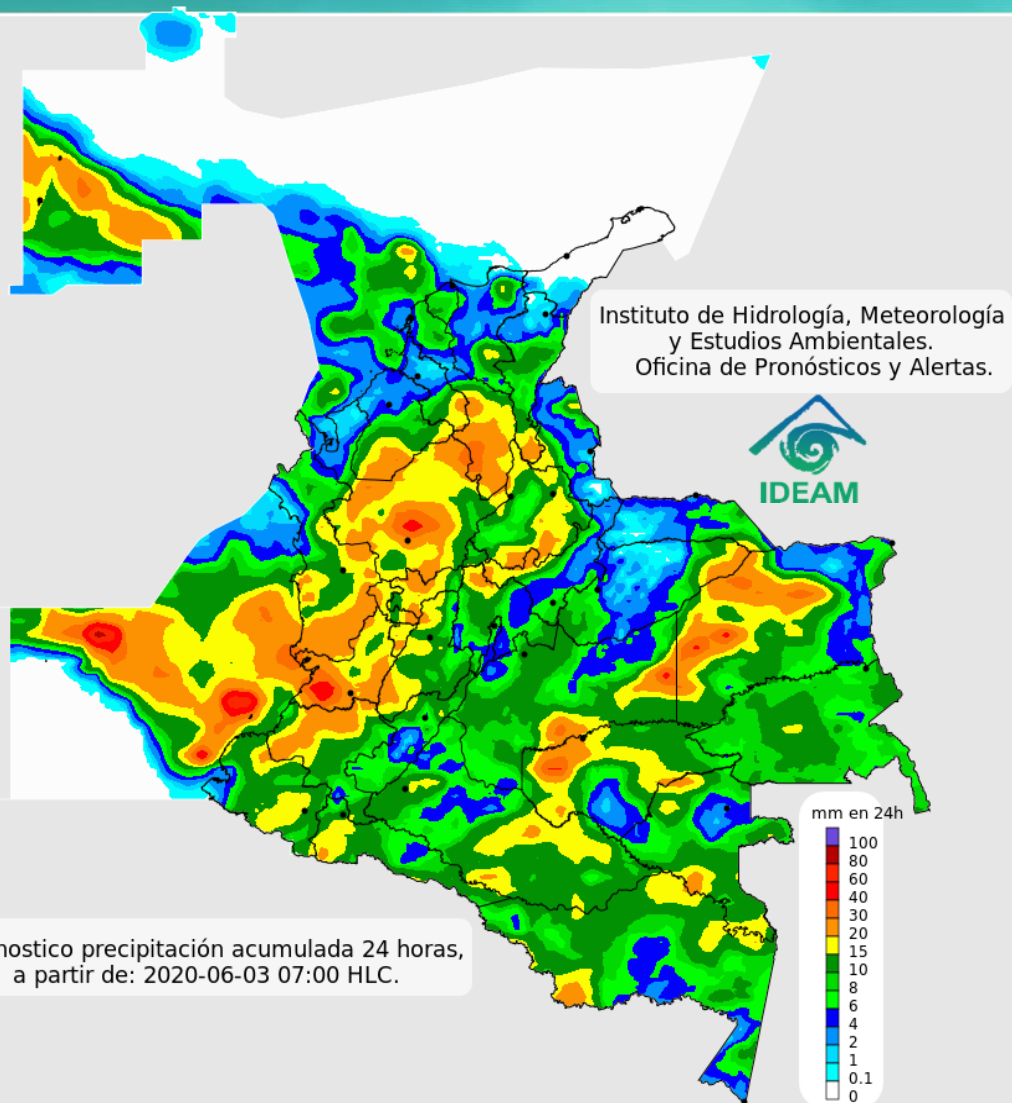 Instituto de Hidrología, Meteorología
y Estudios Ambientales.
Oficina de Pronósticos y Alertas.
IDEAM
mm en 24h
100
80
60
40
30
20
15
10
8
6
4
2
1
0.1
0
nostico precipitación acumulada 24 horas,
a partir de: 2020-06-03 07:00 HLC.